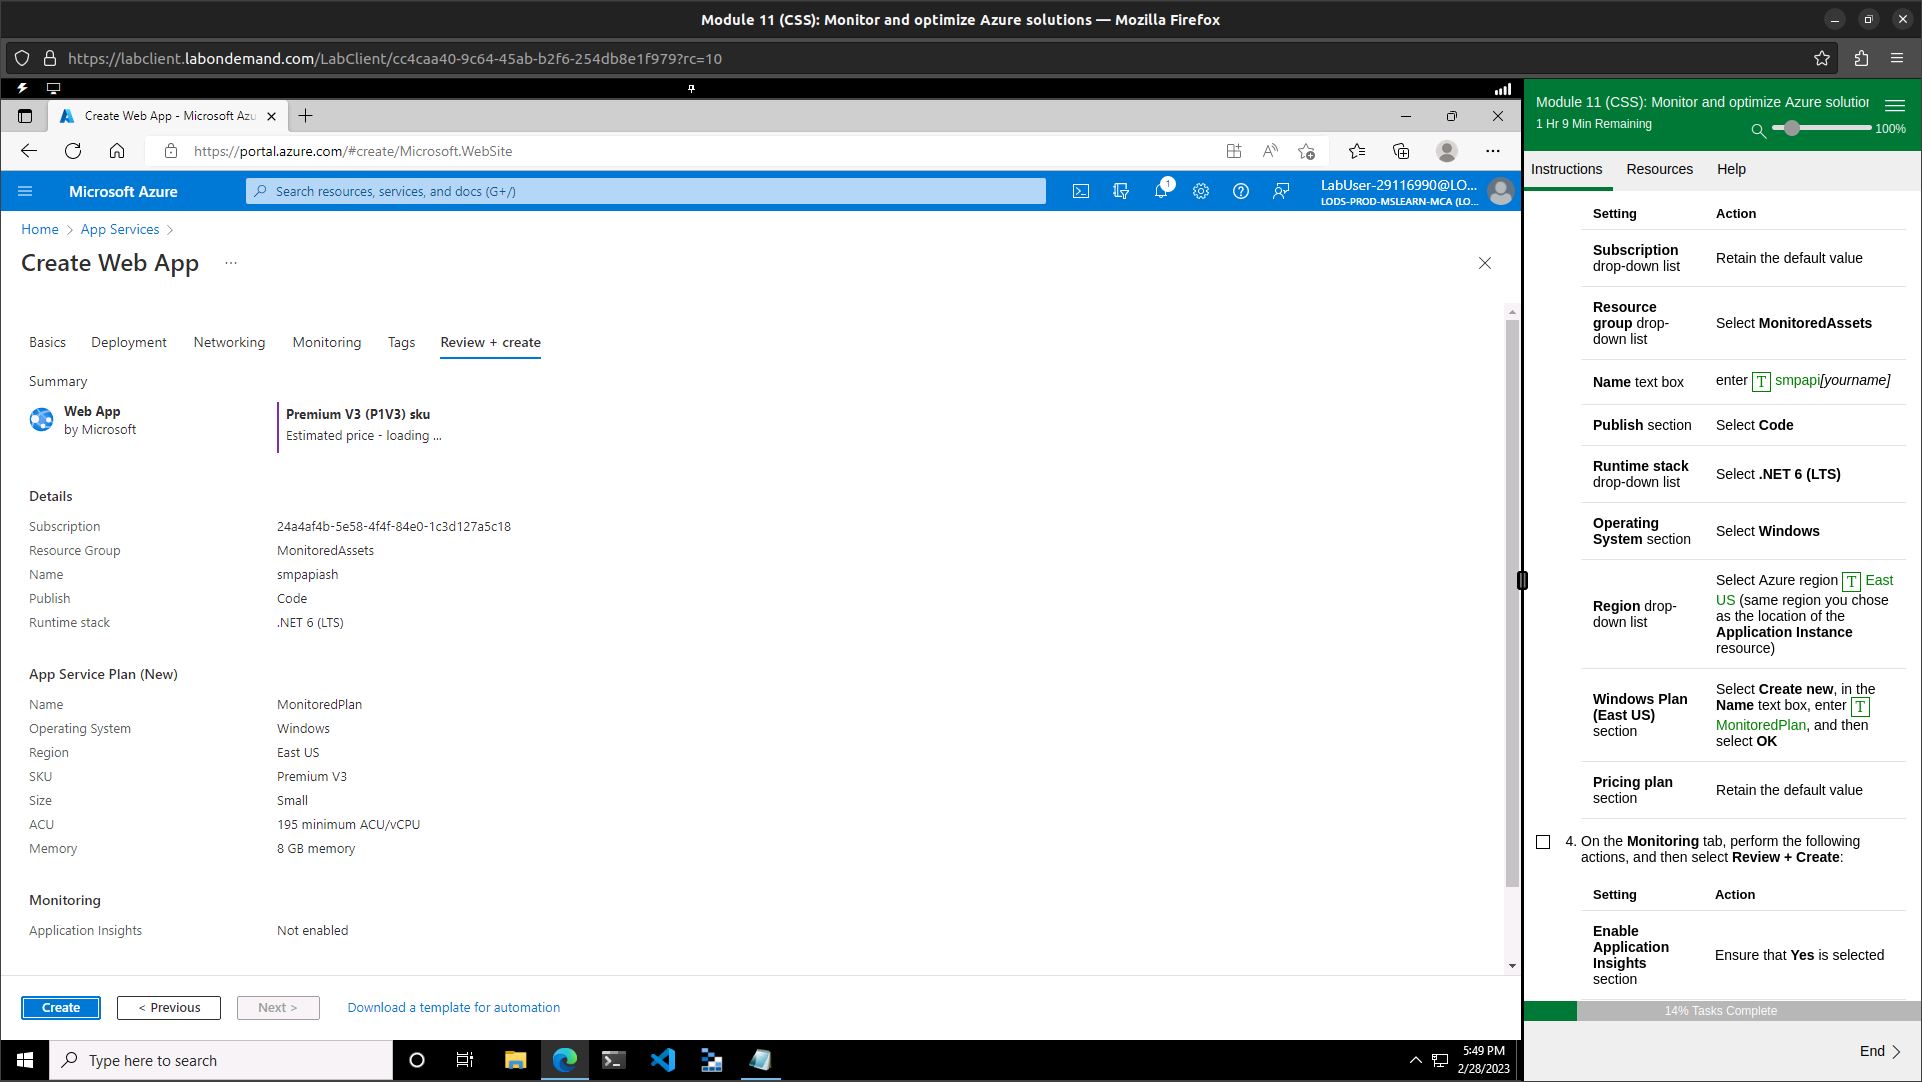 Module 11 (CSS): Monitor and optimize Azure solutions — Mozilla Firefox
https://labclient.labondemand.com/LabClient/cc4caa40-9c64-45ab-b2f6-254db8e1f979?rc=10
Create Web App - Microsoft Azu
https://portal.azure.com/#create/Microsoft.WebSite
Microsoft Azure
Search resources, services, and docs (G+/)
1
LabUser-29116990@LO...
LODS-PROD-MSLEARN-MCA (LO...
Home
App Services
Create Web App
...
Basics
Deployment
Networking
Monitoring
Tags
Review + create
Summary
Web App
by Microsoft
Premium V3 (P1V3) sku
Estimated price - loading ...
Details
Subscription
24a4af4b-5e58-4f4f-84e0-1c3d127a5c18
Resource Group
MonitoredAssets
Name
smpapiash
Publish
Code
Runtime stack
.NET 6 (LTS)
App Service Plan (New)
Name
MonitoredPlan
Operating System
Windows
Region
East US
SKU
Premium V3
Size
Small
ACU
195 minimum ACU/vCPU
Memory
8 GB memory
Monitoring
Application Insights
Not enabled
Create
< Previous
Next >
Download a template for automation
Type here to search
5:49 PM
2/28/2023
Module 11 (CSS): Monitor and optimize Azure solution
1 Hr 9 Min Remaining
100%
Instructions
Resources
Help
Setting
Action
Subscription
drop-down list
Retain the default value
Resource
group drop-
down list
Select MonitoredAssets
Name text box
enter T smpapi[yourname]
Publish section
Select Code
Runtime stack
drop-down list
Select .NET 6 (LTS)
Operating
System section
Select Windows
Region drop-
down list
Select Azure region T East
US (same region you chose
as the location of the
Application Instance
resource)
Windows Plan
(East US)
section
Select Create new, in the
Name text box, enter T
MonitoredPlan, and then
select OK
Pricing plan
section
Retain the default value
4. On the Monitoring tab, perform the following
actions, and then select Review + Create:
Setting
Action
Enable
Application
Insights
section
Ensure that Yes is selected
14% Tasks Complete
End